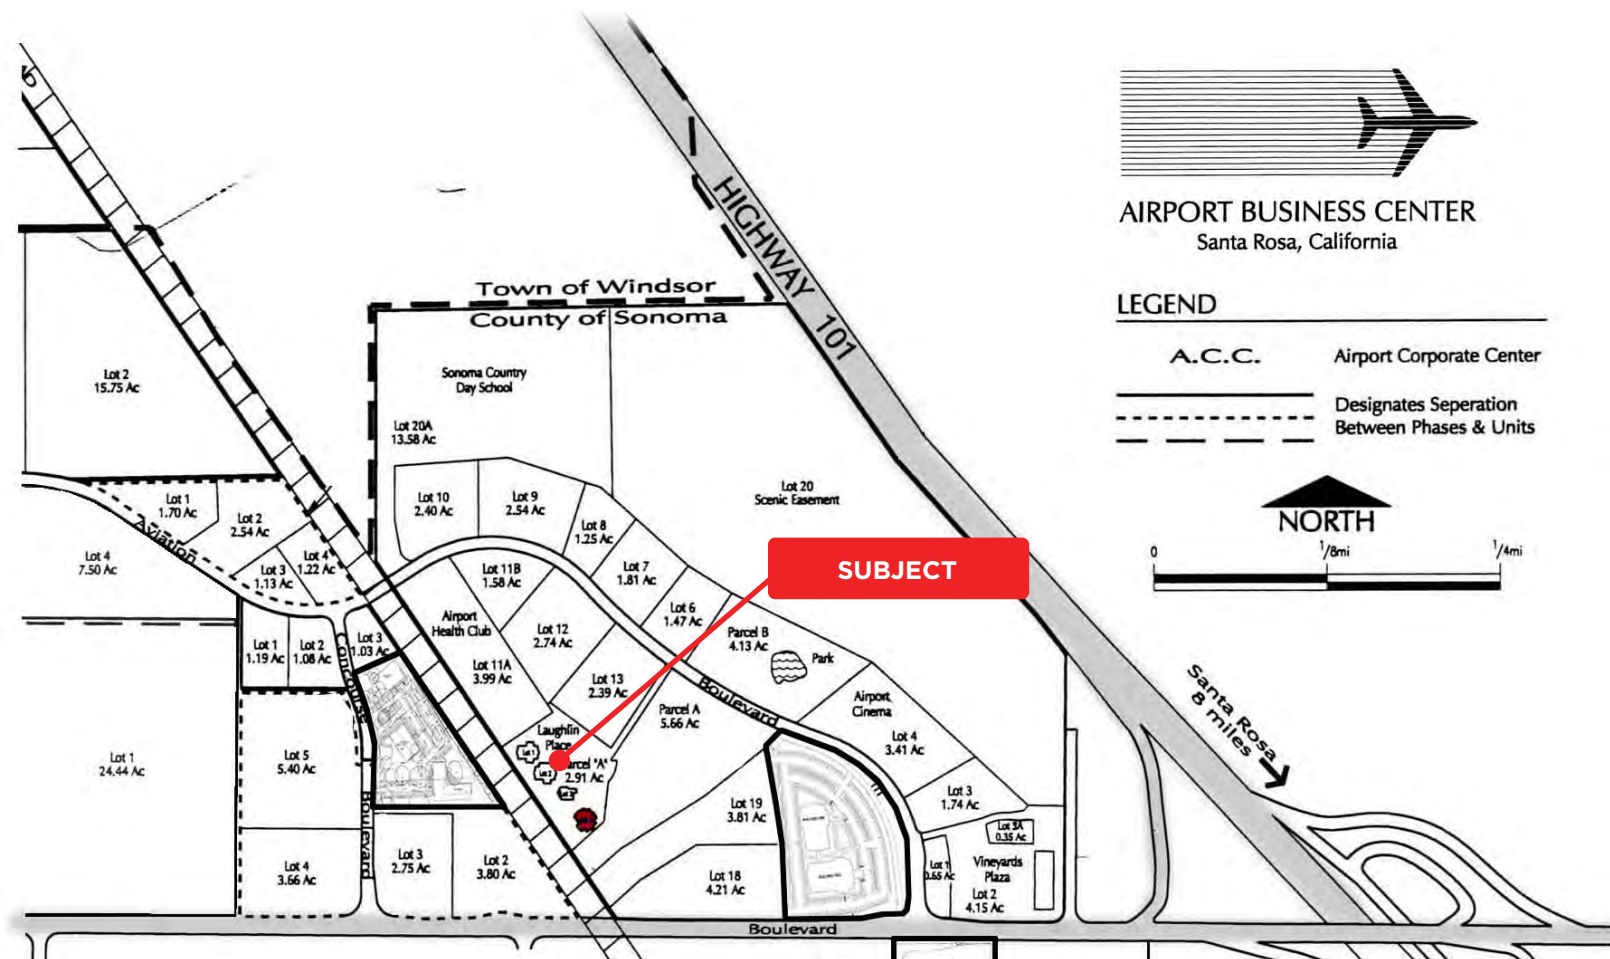 HIGHWAY 101
AIRPORT BUSINESS CENTER
Santa Rosa, California
LEGEND
A.C.C. Airport Corporate Center
Designates Seperation
Between Phases & Units
NORTH
0 1/8mi 1/4mi
Town of Windsor
County of Sonoma
Sonoma Country
Day School
Lot 20A
13.58 Ac
Lot 2
15.75 Ac
Lot 10
2.40 Ac
Lot 9
2.54 Ac
Lot 8
1.25 Ac
Lot 7
1.81 Ac
Lot 6
1.47 Ac
Lot 20
Scenic Easement
SUBJECT
Lot 1
1.70 Ac
Lot 2
2.54 Ac
Lot 3
1.13 Ac
Lot 4
1.22 Ac
Aviation
Lot 4
7.50 Ac
Lot 11B
1.58 Ac
Airport
Health Club
Lot 11A
3.99 Ac
Lot 12
2.74 Ac
Lot 13
2.39 Ac
Parcel B
4.13 Ac
Park
Boulevard
Parcel A
5.66 Ac
Airport
Cinema
Lot 4
3.41 Ac
Lot 3
1.74 Ac
Lot 1
1.19 Ac
Lot 2
1.08 Ac
Lot 3
1.03 Ac
Concourse
Boulevard
Laughlin
Place
Lot 1
Lot 2
"A"
2.91 Ac
Lot 1
24.44 Ac
Lot 5
5.40 Ac
Lot 4
3.66 Ac
Lot 3
2.75 Ac
Lot 2
3.80 Ac
Lot 19
3.81 Ac
Lot 18
4.21 Ac
Lot 3A
0.35 Ac
Lot 1
0.65 Ac
Vineyards
Plaza
Lot 2
4.15 Ac
Santa Rosa
8 miles
Boulevard